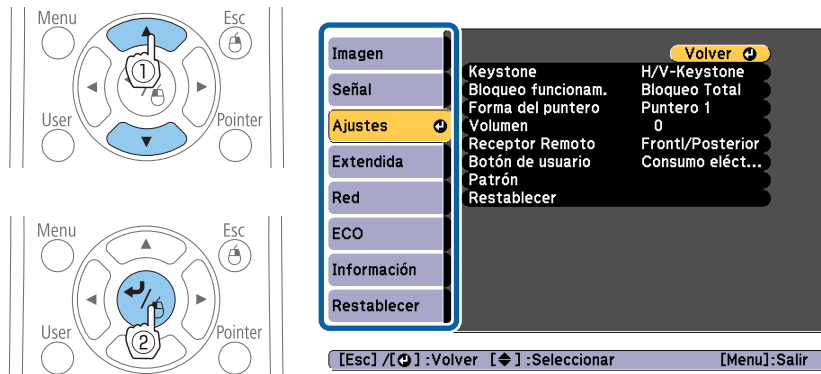 Menu
Esc
①
User
Pointer
Menu
Esc
②
User
Pointer
Imagen
Señal
Ajustes
Extendida
Red
ECO
Información
Restablecer
Volver
Keystone H/V-Keystone
Bloqueo funcionam. Bloqueo Total
Forma del puntero Puntero 1
Volumen 0
Receptor Remoto Frontl/Posterior
Botón de usuario Consumo eléct...
Patrón
Restablecer
[Esc] /[ ] :Volver [ ] :Seleccionar [Menu]:Salir